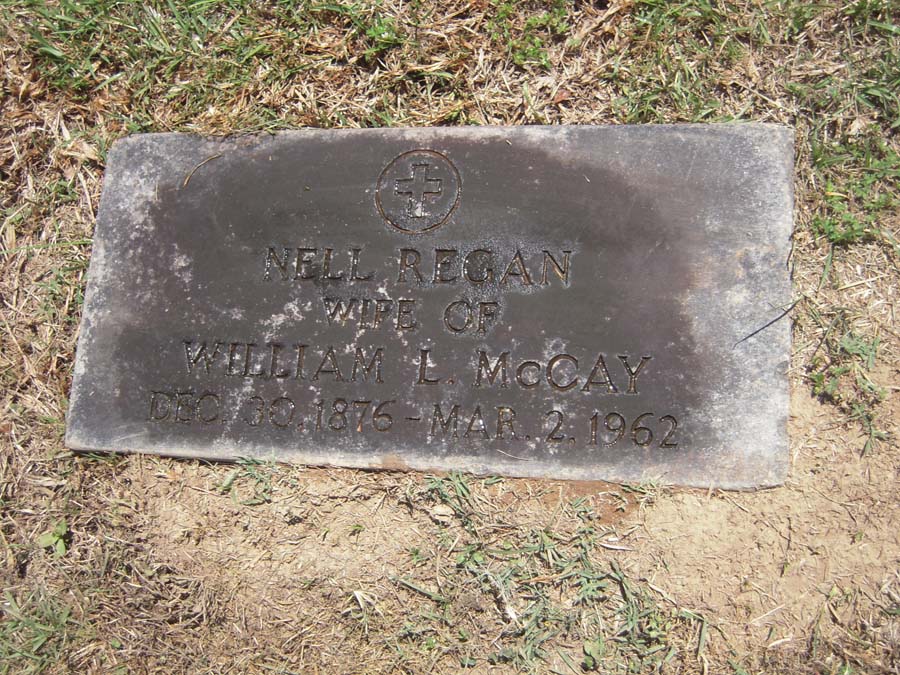 NELL REGAN
WIFE OF
WILLIAM L. McCAY
DEC. 30, 1876 - MAR. 2, 1962